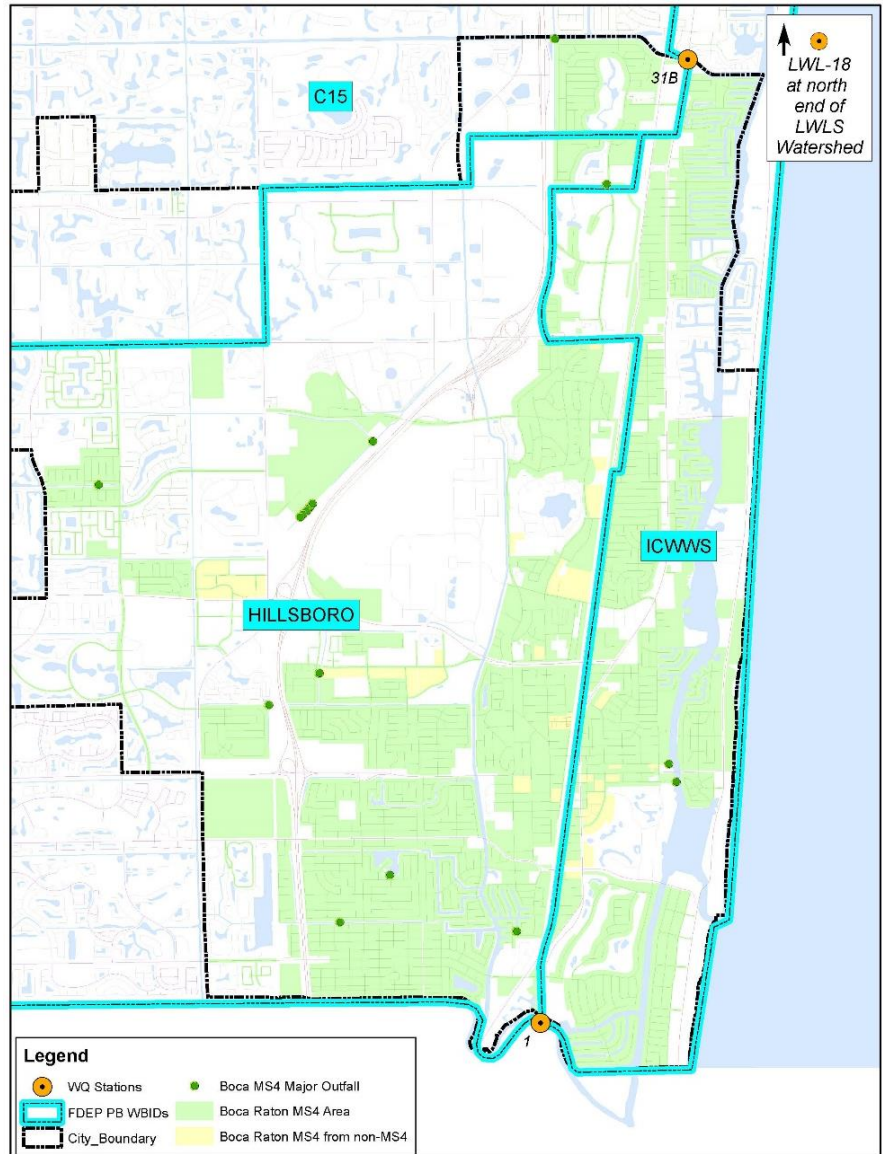 LWL-18
at north
end of
LWLS
Watershed
31B
C15
ICWWS
HILLSBORO
1
Legend
WQ Stations
FDEP PB WBIDs
City_Boundary
Boca MS4 Major Outfall
Boca Raton MS4 Area
Boca Raton MS4 from non-MS4